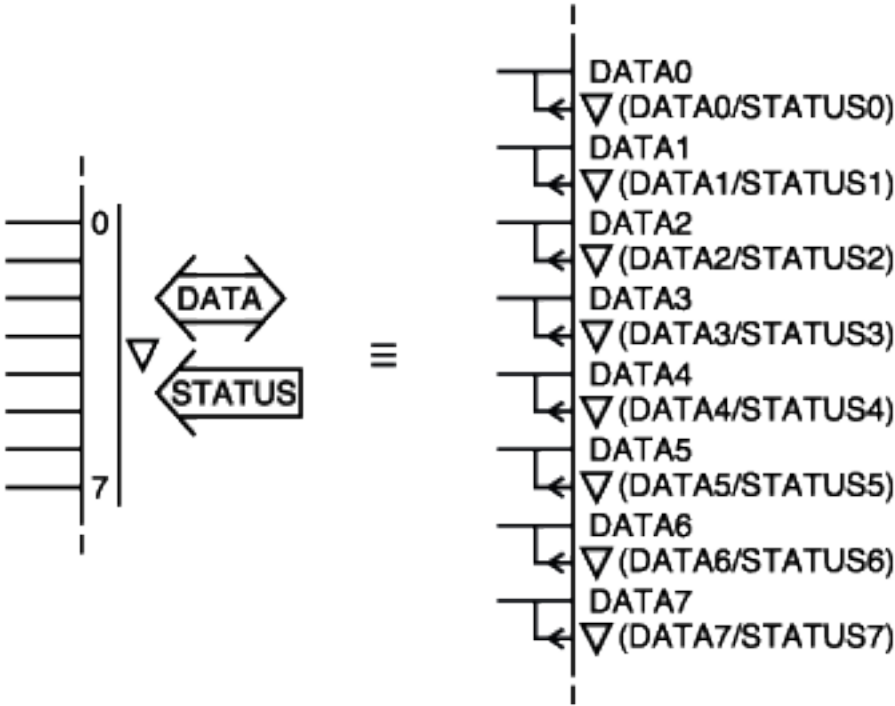 0
DATA
STATUS
7
≡
DATA0
▽(DATA0/STATUS0)
DATA1
▽(DATA1/STATUS1)
DATA2
▽(DATA2/STATUS2)
DATA3
▽(DATA3/STATUS3)
DATA4
▽(DATA4/STATUS4)
DATA5
▽(DATA5/STATUS5)
DATA6
▽(DATA6/STATUS6)
DATA7
▽(DATA7/STATUS7)